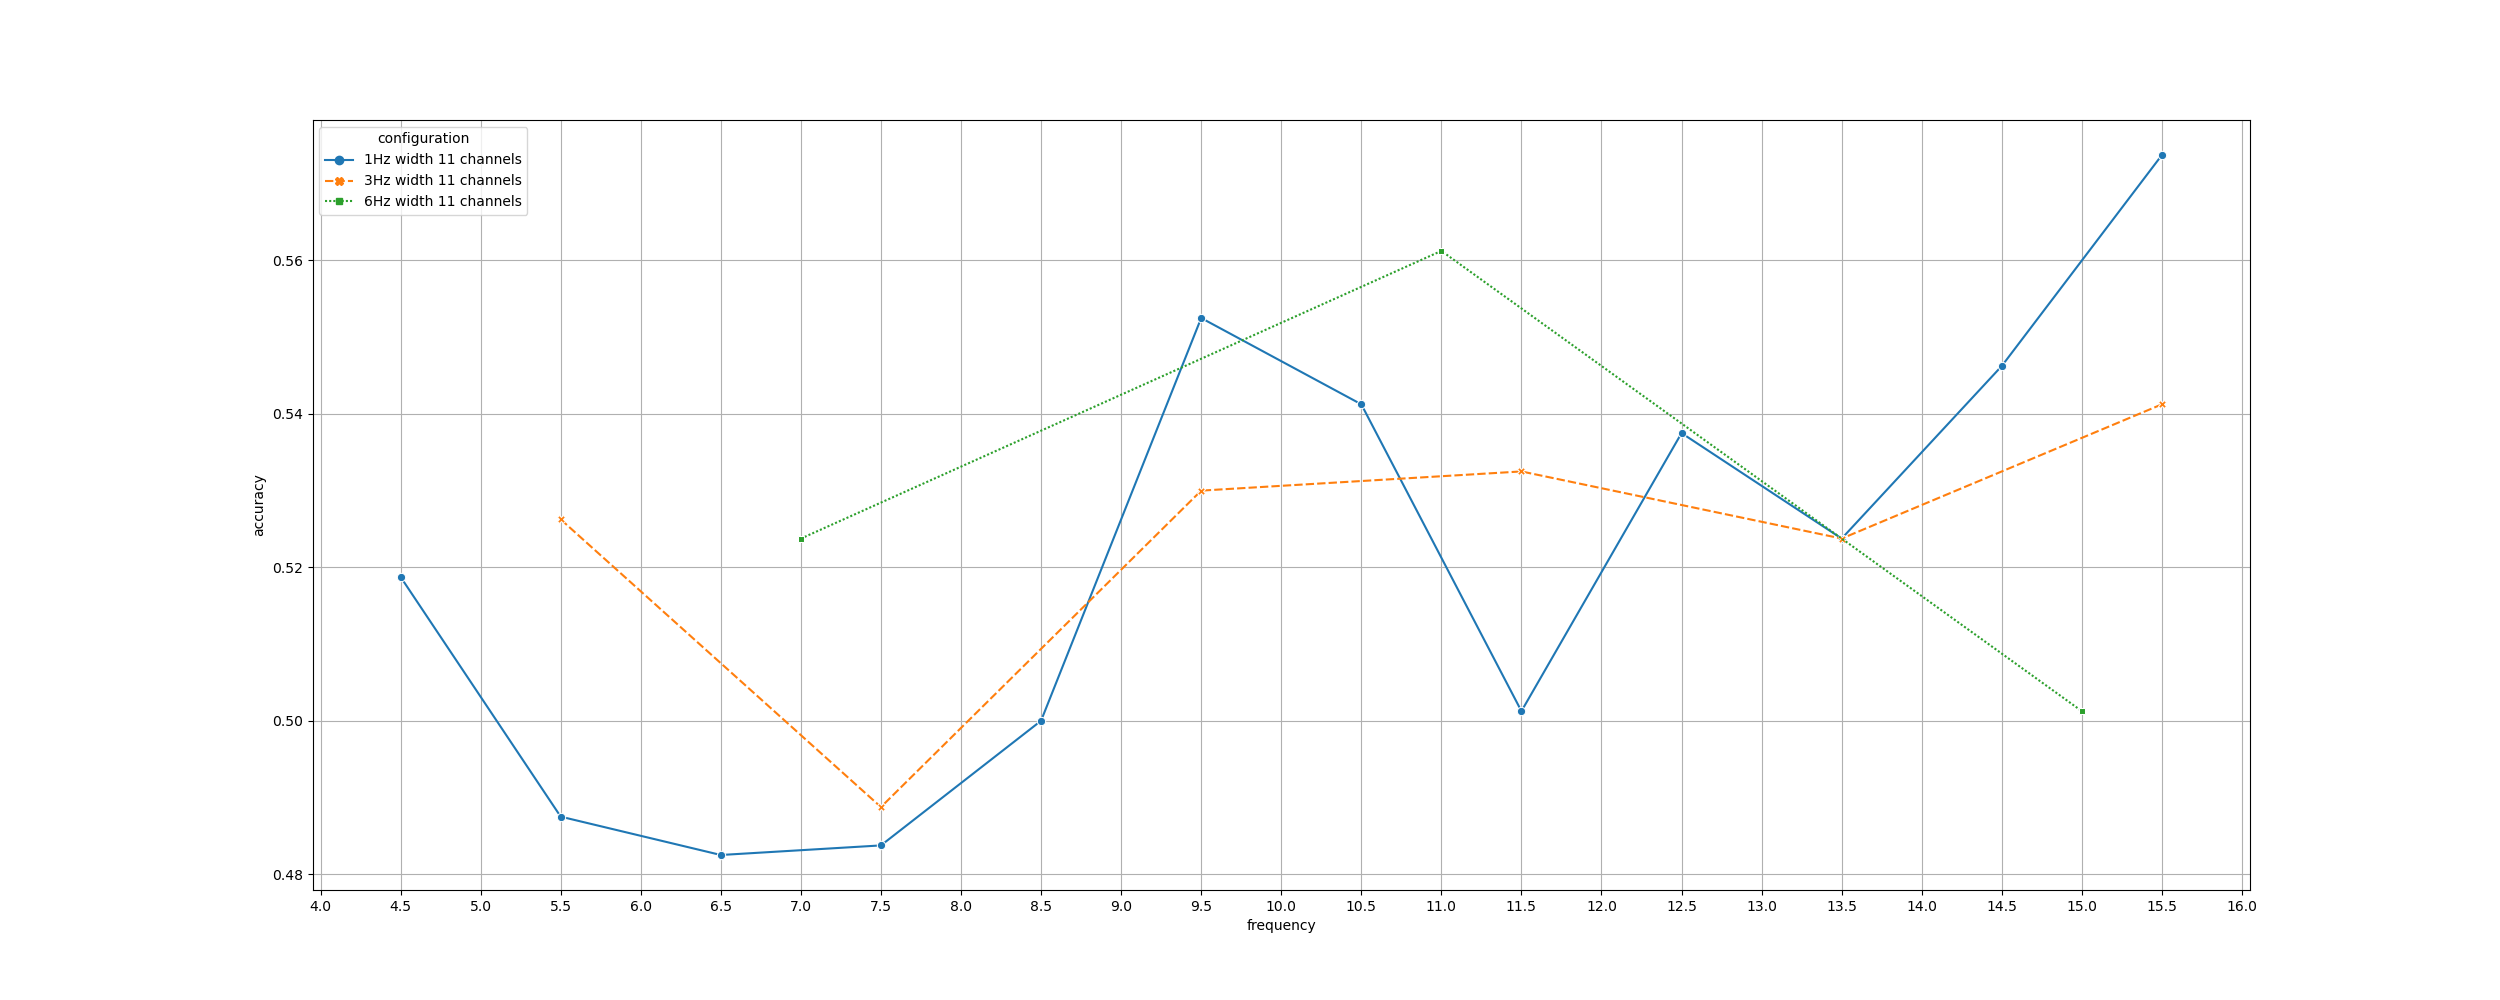 configuration
1Hz width 11 channels
3Hz width 11 channels
6Hz width 11 channels
0.56
0.54
0.52
0.50
0.48
accuracy
4.0 4.5 5.0 5.5 6.0 6.5 7.0 7.5 8.0 8.5 9.0 9.5 10.0 10.5 11.0 11.5 12.0 12.5 13.0 13.5 14.0 14.5 15.0 15.5 16.0
frequency